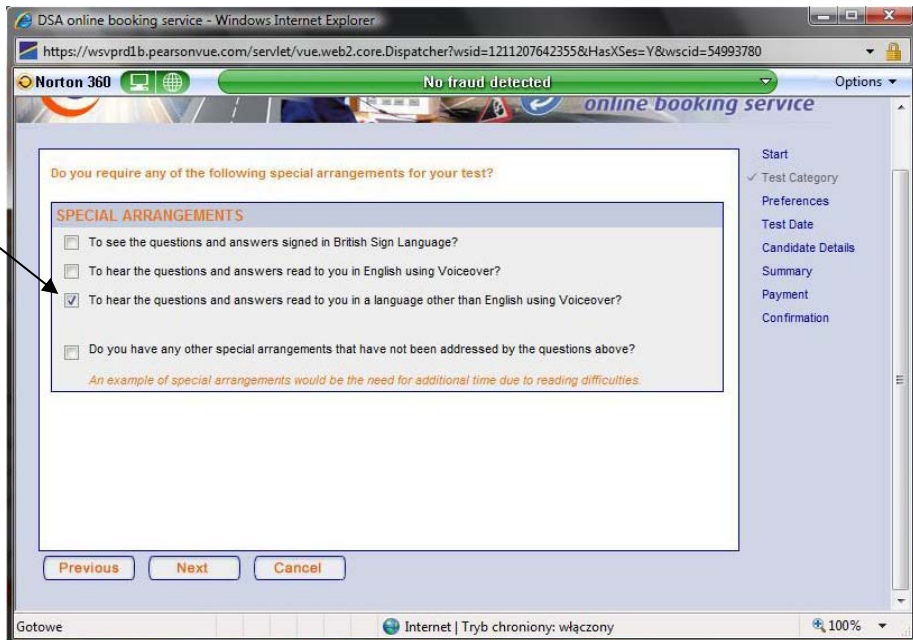 DSA online booking service - Windows Internet Explorer
https://wsvprd1b.pearsonvue.com/servlet/vue.web2.core.Dispatcher?wsid=1211207642355&HasXSes=Y&wscid=54993780
Norton 360
No fraud detected
Options
online booking service
Do you require any of the following special arrangements for your test?
SPECIAL ARRANGEMENTS
To see the questions and answers signed in British Sign Language?
To hear the questions and answers read to you in English using Voiceover?
To hear the questions and answers read to you in a language other than English using Voiceover?
Do you have any other special arrangements that have not been addressed by the questions above?
An example of special arrangements would be the need for additional time due to reading difficulties.
Start
Test Category
Preferences
Test Date
Candidate Details
Summary
Payment
Confirmation
Previous
Next
Cancel
Gotowe
Internet | Tryb chroniony: włączony
100%